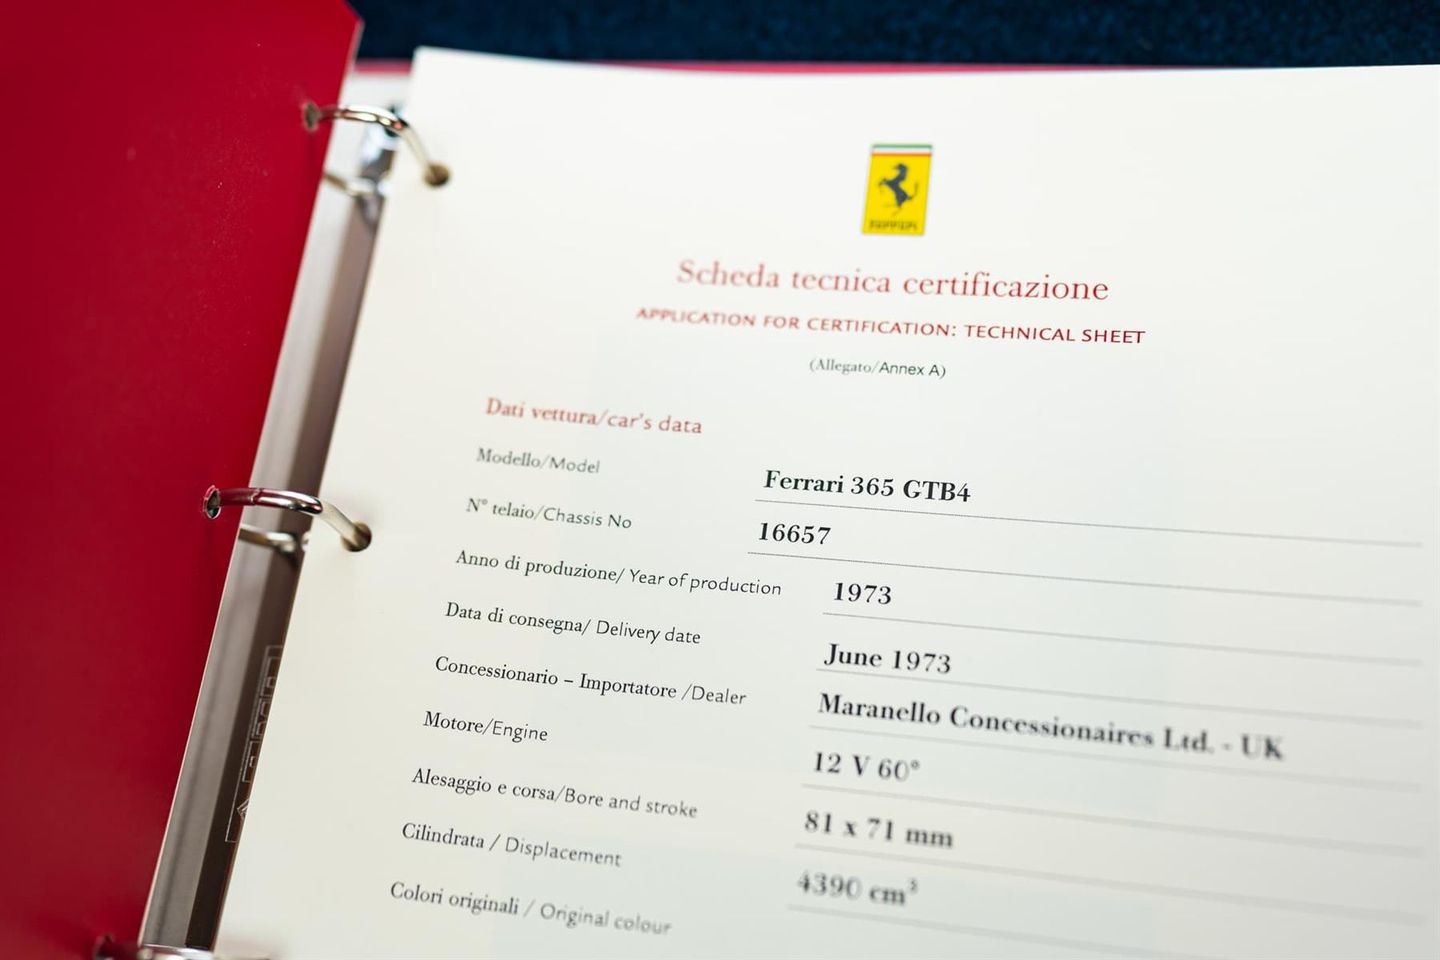 Ferrari
Scheda tecnica certificazione
APPLICATION FOR CERTIFICATION: TECHNICAL SHEET
(Allegato/Annex A)
Dati vettura/car's data
Modello/Model Ferrari 365 GTB4
N° telaio/Chassis No 16657
Anno di produzione/ Year of production 1973
Data di consegna/ Delivery date June 1973
Concessionario – Importatore /Dealer Maranello Concessionaires Ltd. - UK
Motore/Engine 12 V 60°
Alesaggio e corsa/Bore and stroke 81 x 71 mm
Cilindrata / Displacement 4390 cm³
Colori originali / Original colour